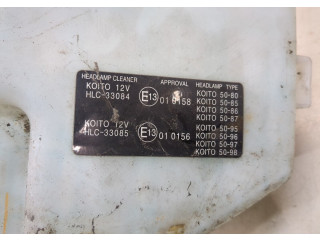 HEADLAMP CLEANER APPROVAL HEADLAMP TYPE
KOITO 12V
HLC-33084
E13 01 0158
KOITO 50-80
KOITO 50-85
KOITO 50-86
KOITO 50-87
KOITO 12V
HLC-33085
E13 01 0156
KOITO 50-95
KOITO 50-96
KOITO 50-97
KOITO 50-98